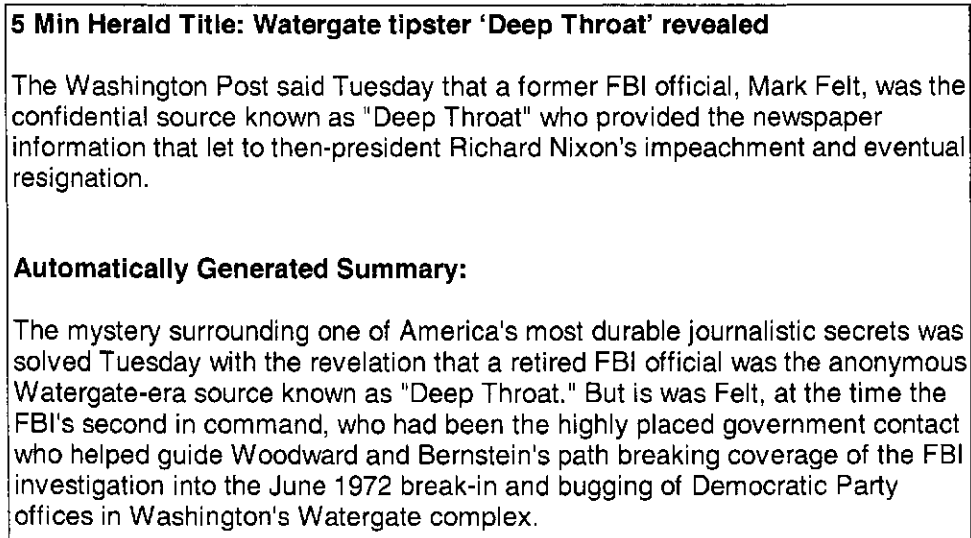 5 Min Herald Title: Watergate tipster ‘Deep Throat’ revealed
The Washington Post said Tuesday that a former FBI official, Mark Felt, was the
confidential source known as "Deep Throat" who provided the newspaper
information that let to then-president Richard Nixon's impeachment and eventual
resignation.
Automatically Generated Summary:
The mystery surrounding one of America's most durable journalistic secrets was
solved Tuesday with the revelation that a retired FBI official was the anonymous
Watergate-era source known as "Deep Throat." But is was Felt, at the time the
FBI's second in command, who had been the highly placed government contact
who helped guide Woodward and Bernstein's path breaking coverage of the FBI
investigation into the June 1972 break-in and bugging of Democratic Party
offices in Washington's Watergate complex.